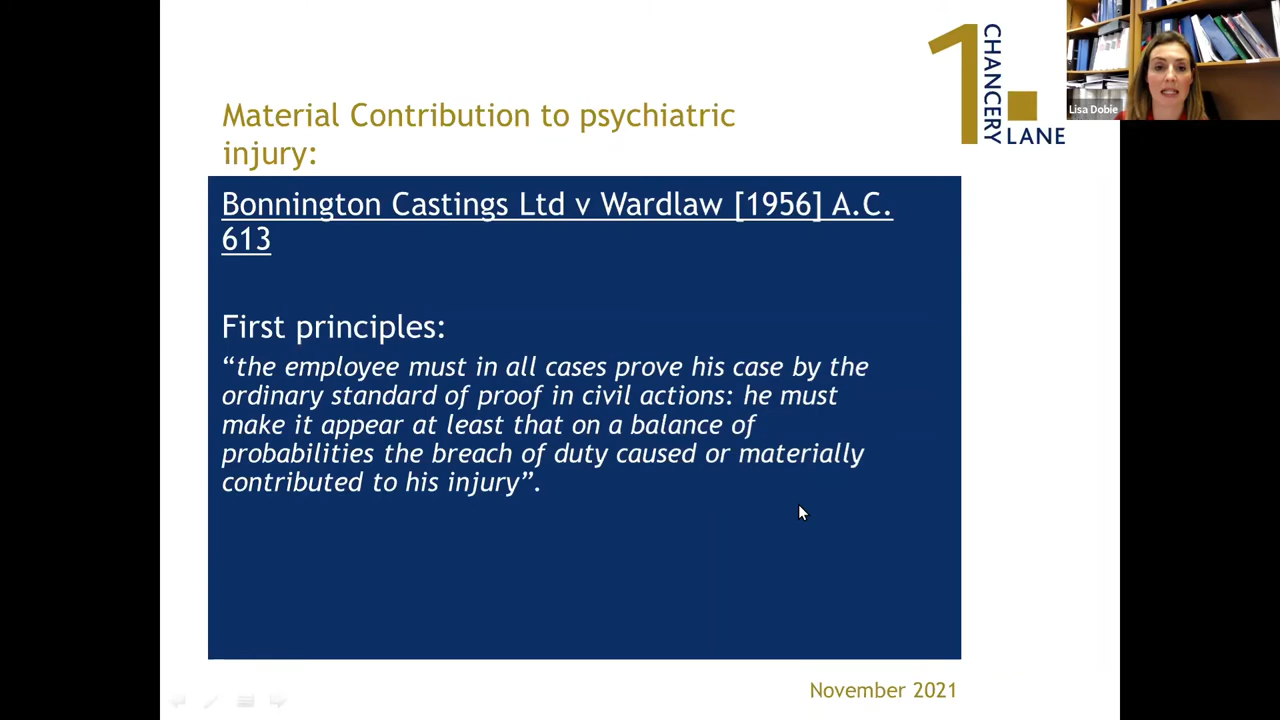 1 CHANCERY LANE
Lisa Dobie
Material Contribution to psychiatric
injury:
Bonnington Castings Ltd v Wardlaw [1956] A.C.
613
First principles:
“the employee must in all cases prove his case by the
ordinary standard of proof in civil actions: he must
make it appear at least that on a balance of
probabilities the breach of duty caused or materially
contributed to his injury”.
November 2021